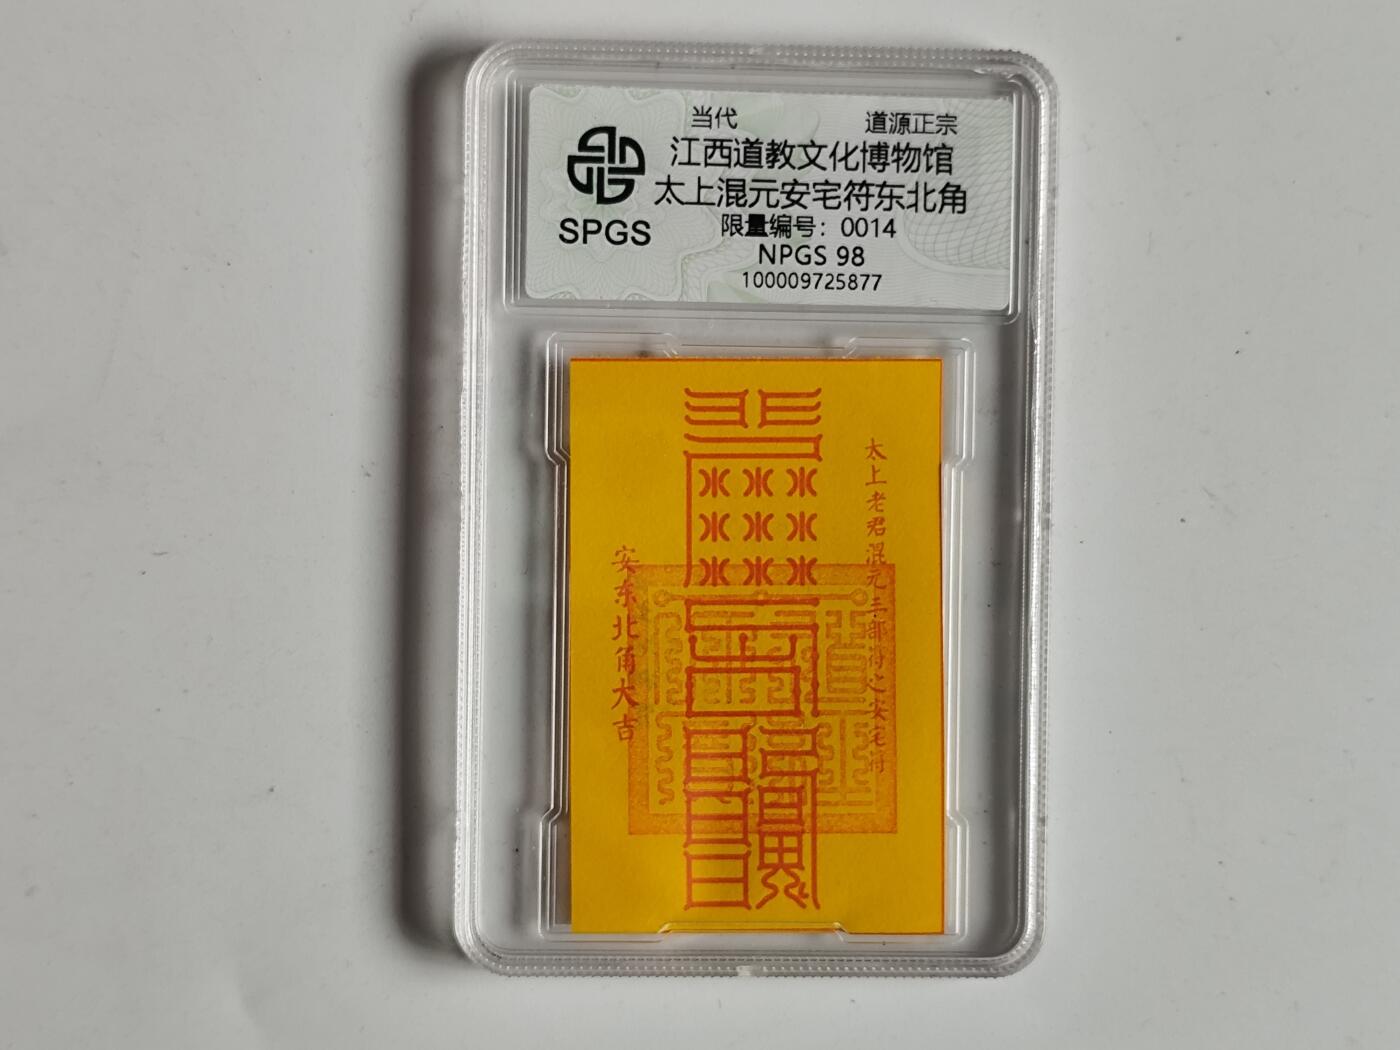 当代 道源正宗
江西道教文化博物馆
太上混元安宅符东北角
限量编号：0014
NPGS 98
100009725877
SPGS
太上老君混元三部符之安宅符
安东北角大吉